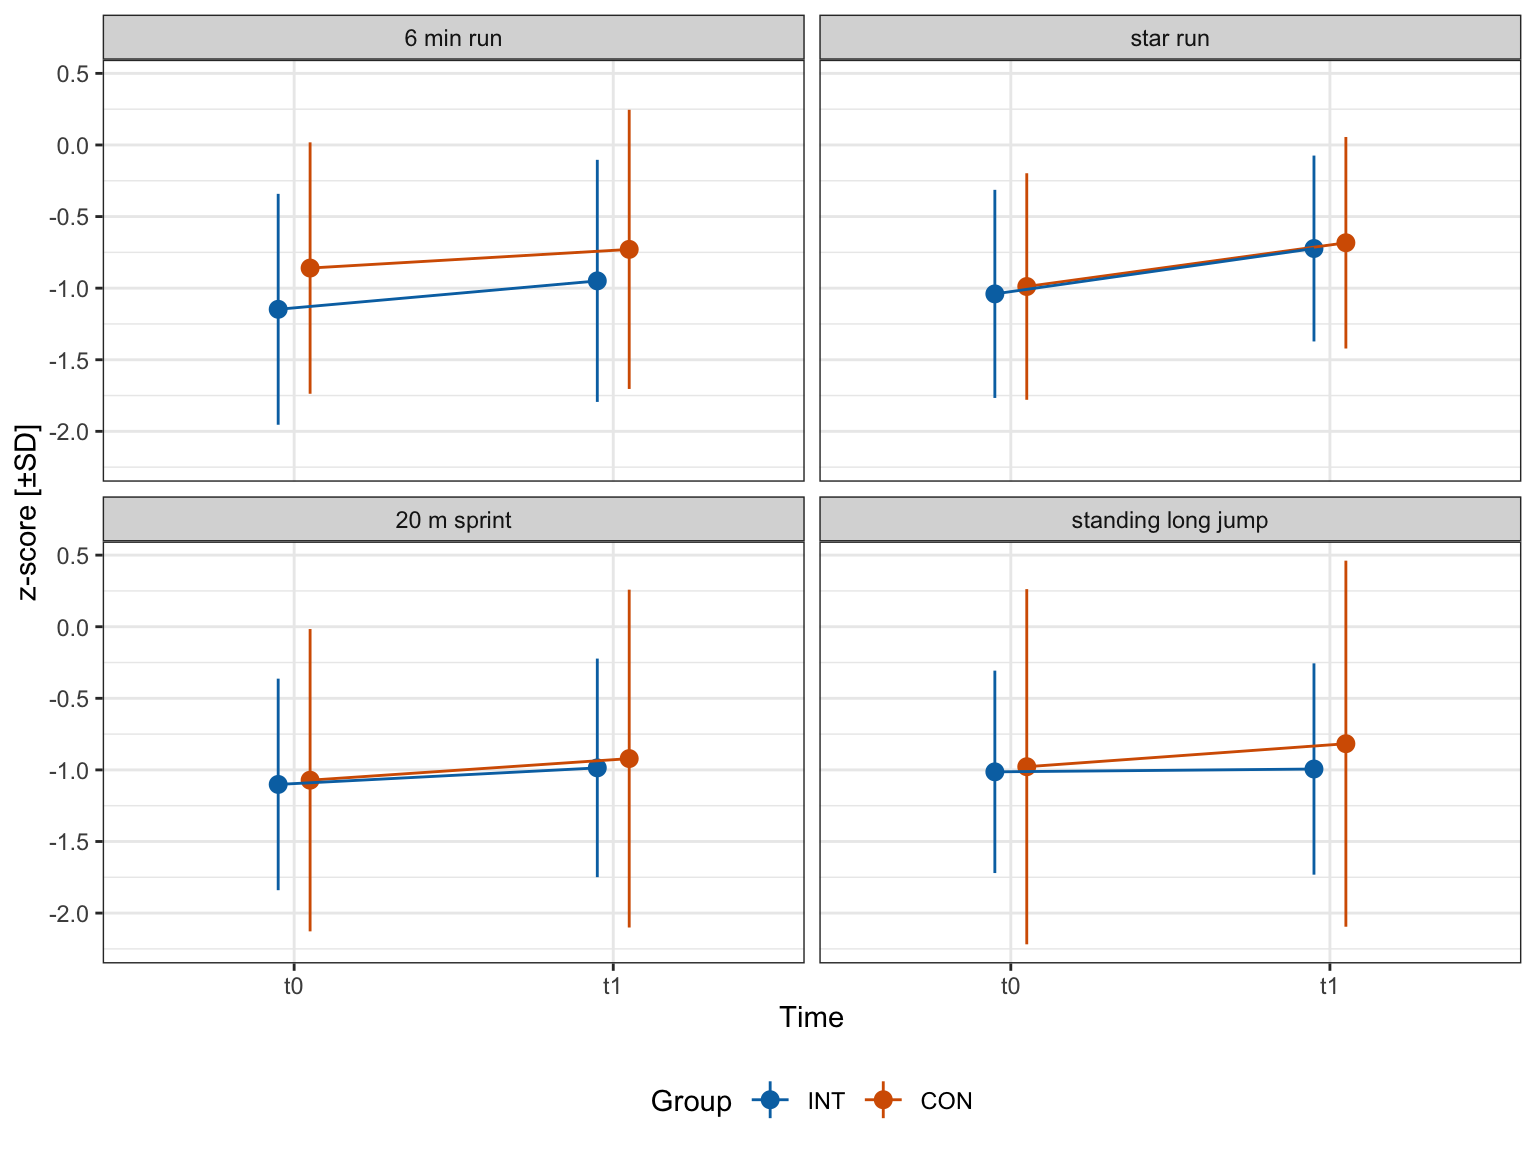 6 min run
star run
0.5
0.0
-0.5
-1.0
-1.5
-2.0
20 m sprint
standing long jump
0.5
0.0
-0.5
-1.0
-1.5
-2.0
z-score [±SD]
t0
t1
t0
t1
Time
Group INT CON